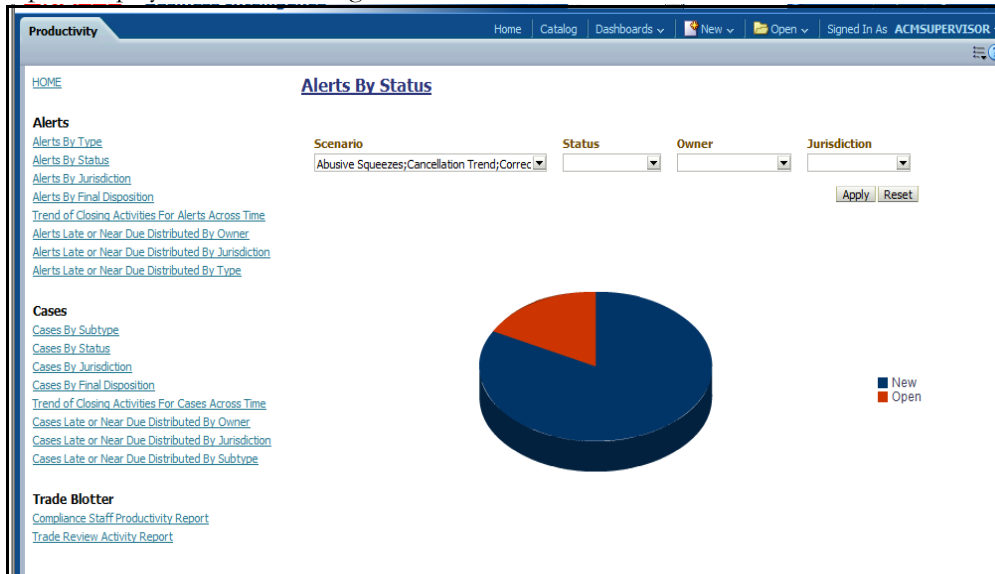 Productivity
Home Catalog Dashboards New Open Signed In As ACMSUPERVISOR
HOME
Alerts By Status
Alerts
Alerts By Type
Alerts By Status
Alerts By Jurisdiction
Alerts By Final Disposition
Trend of Closing Activities For Alerts Across Time
Alerts Late or Near Due Distributed By Owner
Alerts Late or Near Due Distributed By Jurisdiction
Alerts Late or Near Due Distributed By Type
Scenario Status Owner Jurisdiction
Abusive Squeezes;Cancellation Trend;Correc
Apply Reset
New
Open
Cases
Cases By Subtype
Cases By Status
Cases By Jurisdiction
Cases By Final Disposition
Trend of Closing Activities For Cases Across Time
Cases Late or Near Due Distributed By Owner
Cases Late or Near Due Distributed By Jurisdiction
Cases Late or Near Due Distributed By Subtype
Trade Blotter
Compliance Staff Productivity Report
Trade Review Activity Report